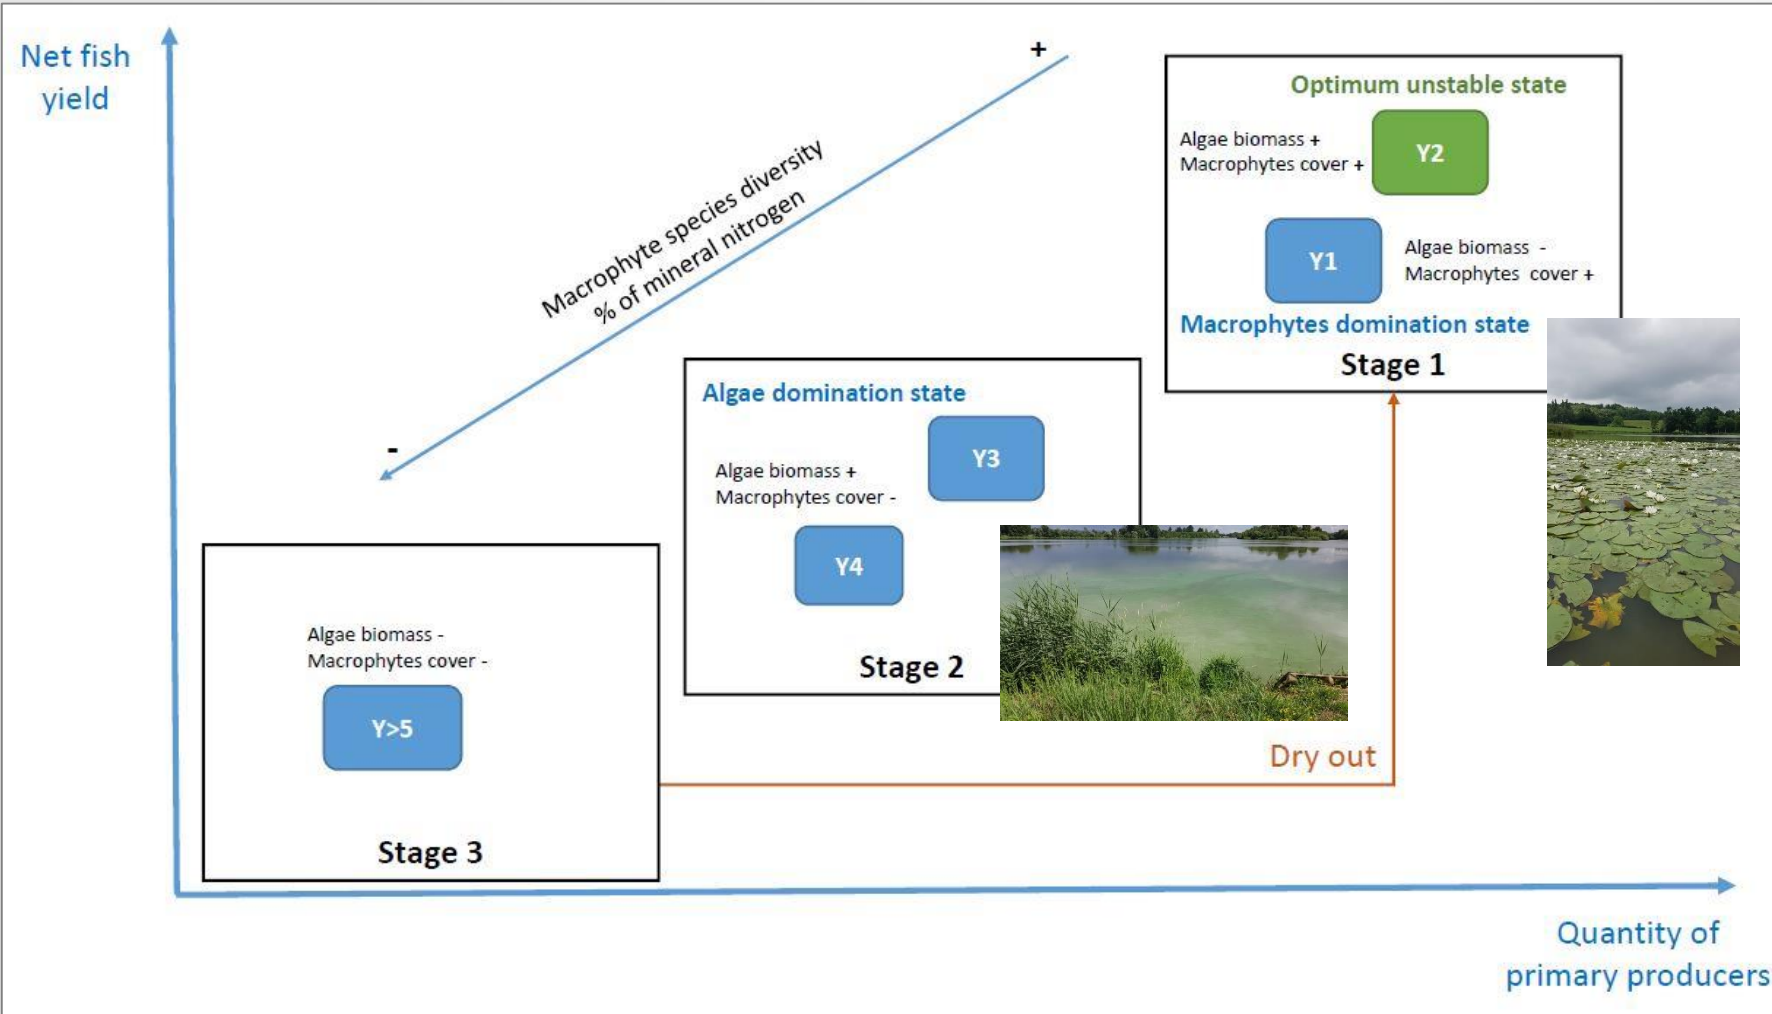 Net fish
yield
+
Macrophyte species diversity
% of mineral nitrogen
-
Optimum unstable state
Algae biomass +
Macrophytes cover +
Y2
Y1
Algae biomass -
Macrophytes cover +
Macrophytes domination state
Stage 1
Algae domination state
Y3
Algae biomass +
Macrophytes cover -
Y4
Stage 2
Algae biomass -
Macrophytes cover -
Y>5
Stage 3
Dry out
Quantity of
primary producers